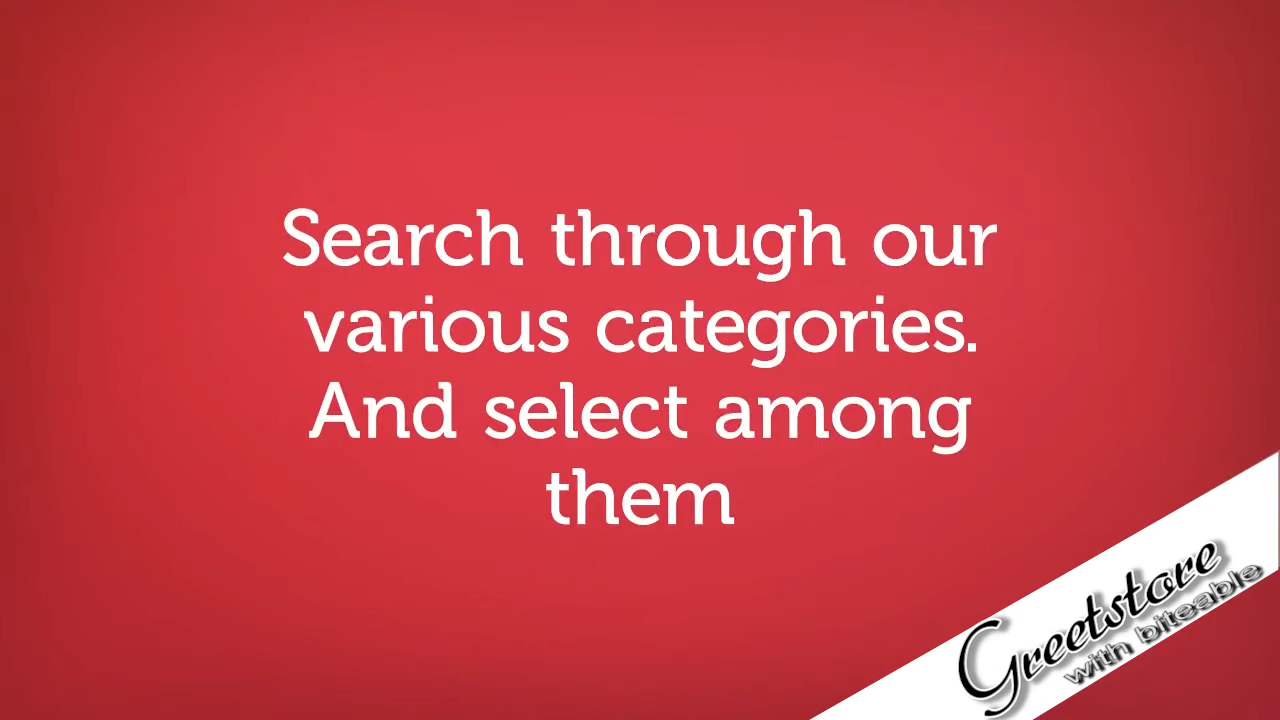 Search through our
various categories.
And select among
them
Greetstore
with biteable